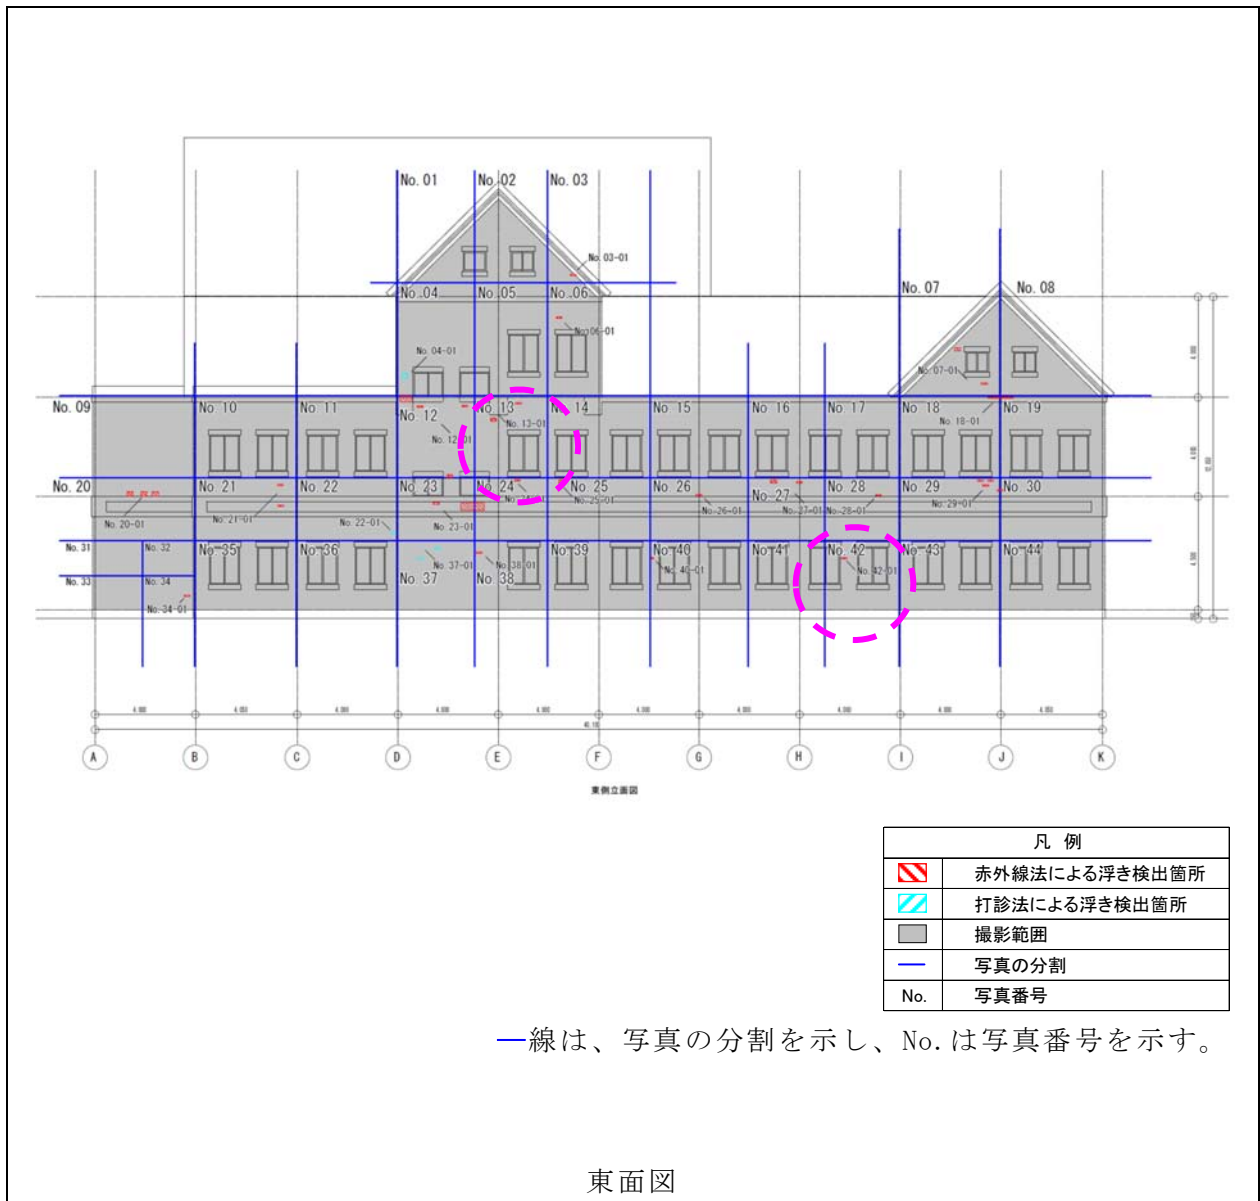 No. 01
No. 02
No. 03
No. 03-01
No. 04
No. 05
No. 06
No. 07
No. 08
No. 06-01
No. 04-01
No. 07-01
No. 09
No. 10
No. 11
No. 12
No. 13
No. 14
No. 15
No. 16
No. 17
No. 18
No. 19
No. 12-01
No. 13-01
No. 18-01
No. 20
No. 21
No. 22
No. 23
No. 24
No. 25
No. 26
No. 27
No. 28
No. 29
No. 30
No. 20-01
No. 21-01
No. 22-01
No. 23-01
No. 25-01
No. 26-01
No. 27-01
No. 28-01
No. 29-01
No. 31
No. 32
No. 35
No. 36
No. 37-01
No. 38-01
No. 39
No. 40
No. 41
No. 42
No. 43
No. 44
No. 33
No. 34
No. 37
No. 38
No. 40-01
No. 42-01
No. 34-01
A
B
C
D
E
F
G
H
I
J
K
東側立面図
凡 例
赤外線法による浮き検出箇所
打診法による浮き検出箇所
撮影範囲
写真の分割
No.
写真番号
―線は、写真の分割を示し、No.は写真番号を示す。
東面図